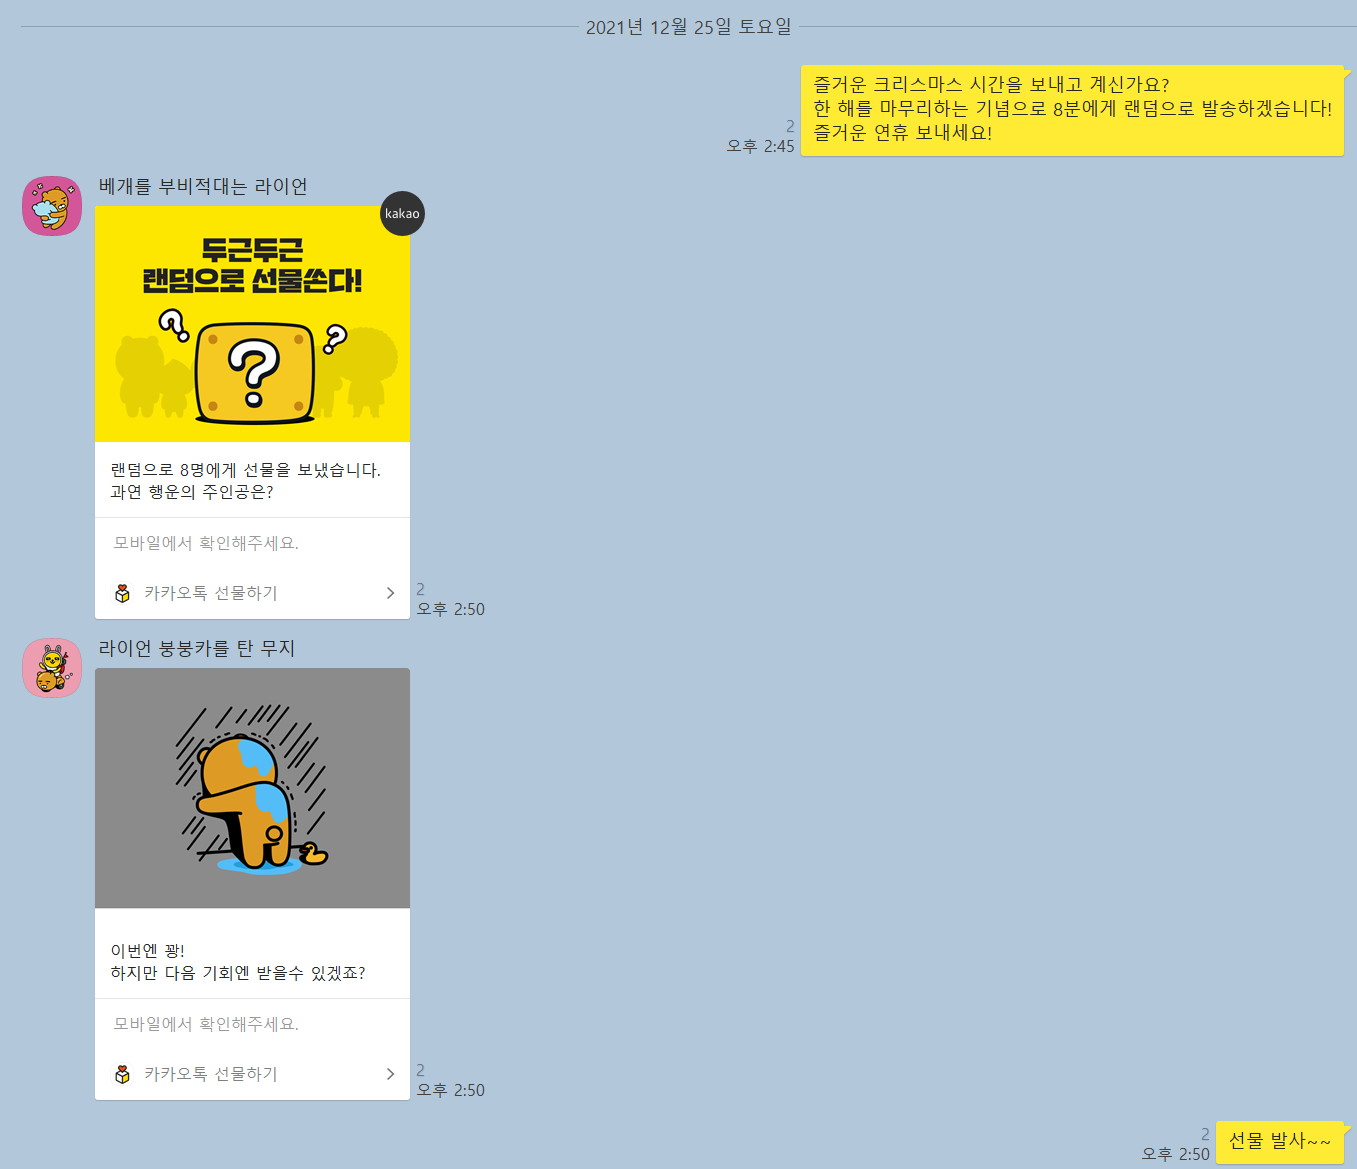 2021년 12월 25일 토요일
즐거운 크리스마스 시간을 보내고 계신가요?
한 해를 마무리하는 기념으로 8분에게 랜덤으로 발송하겠습니다!
즐거운 연휴 보내세요!
2
오후 2:45
베개를 부비적대는 라이언
kakao
두근두근
랜덤으로 선물쏜다!
?
?
?
랜덤으로 8명에게 선물을 보냈습니다.
과연 행운의 주인공은?
모바일에서 확인해주세요.
카카오톡 선물하기
2
오후 2:50
라이언 붕붕카를 탄 무지
이번엔 꽝!
하지만 다음 기회엔 받을수 있겠죠?
모바일에서 확인해주세요.
카카오톡 선물하기
2
오후 2:50
2
오후 2:50
선물 발사~~